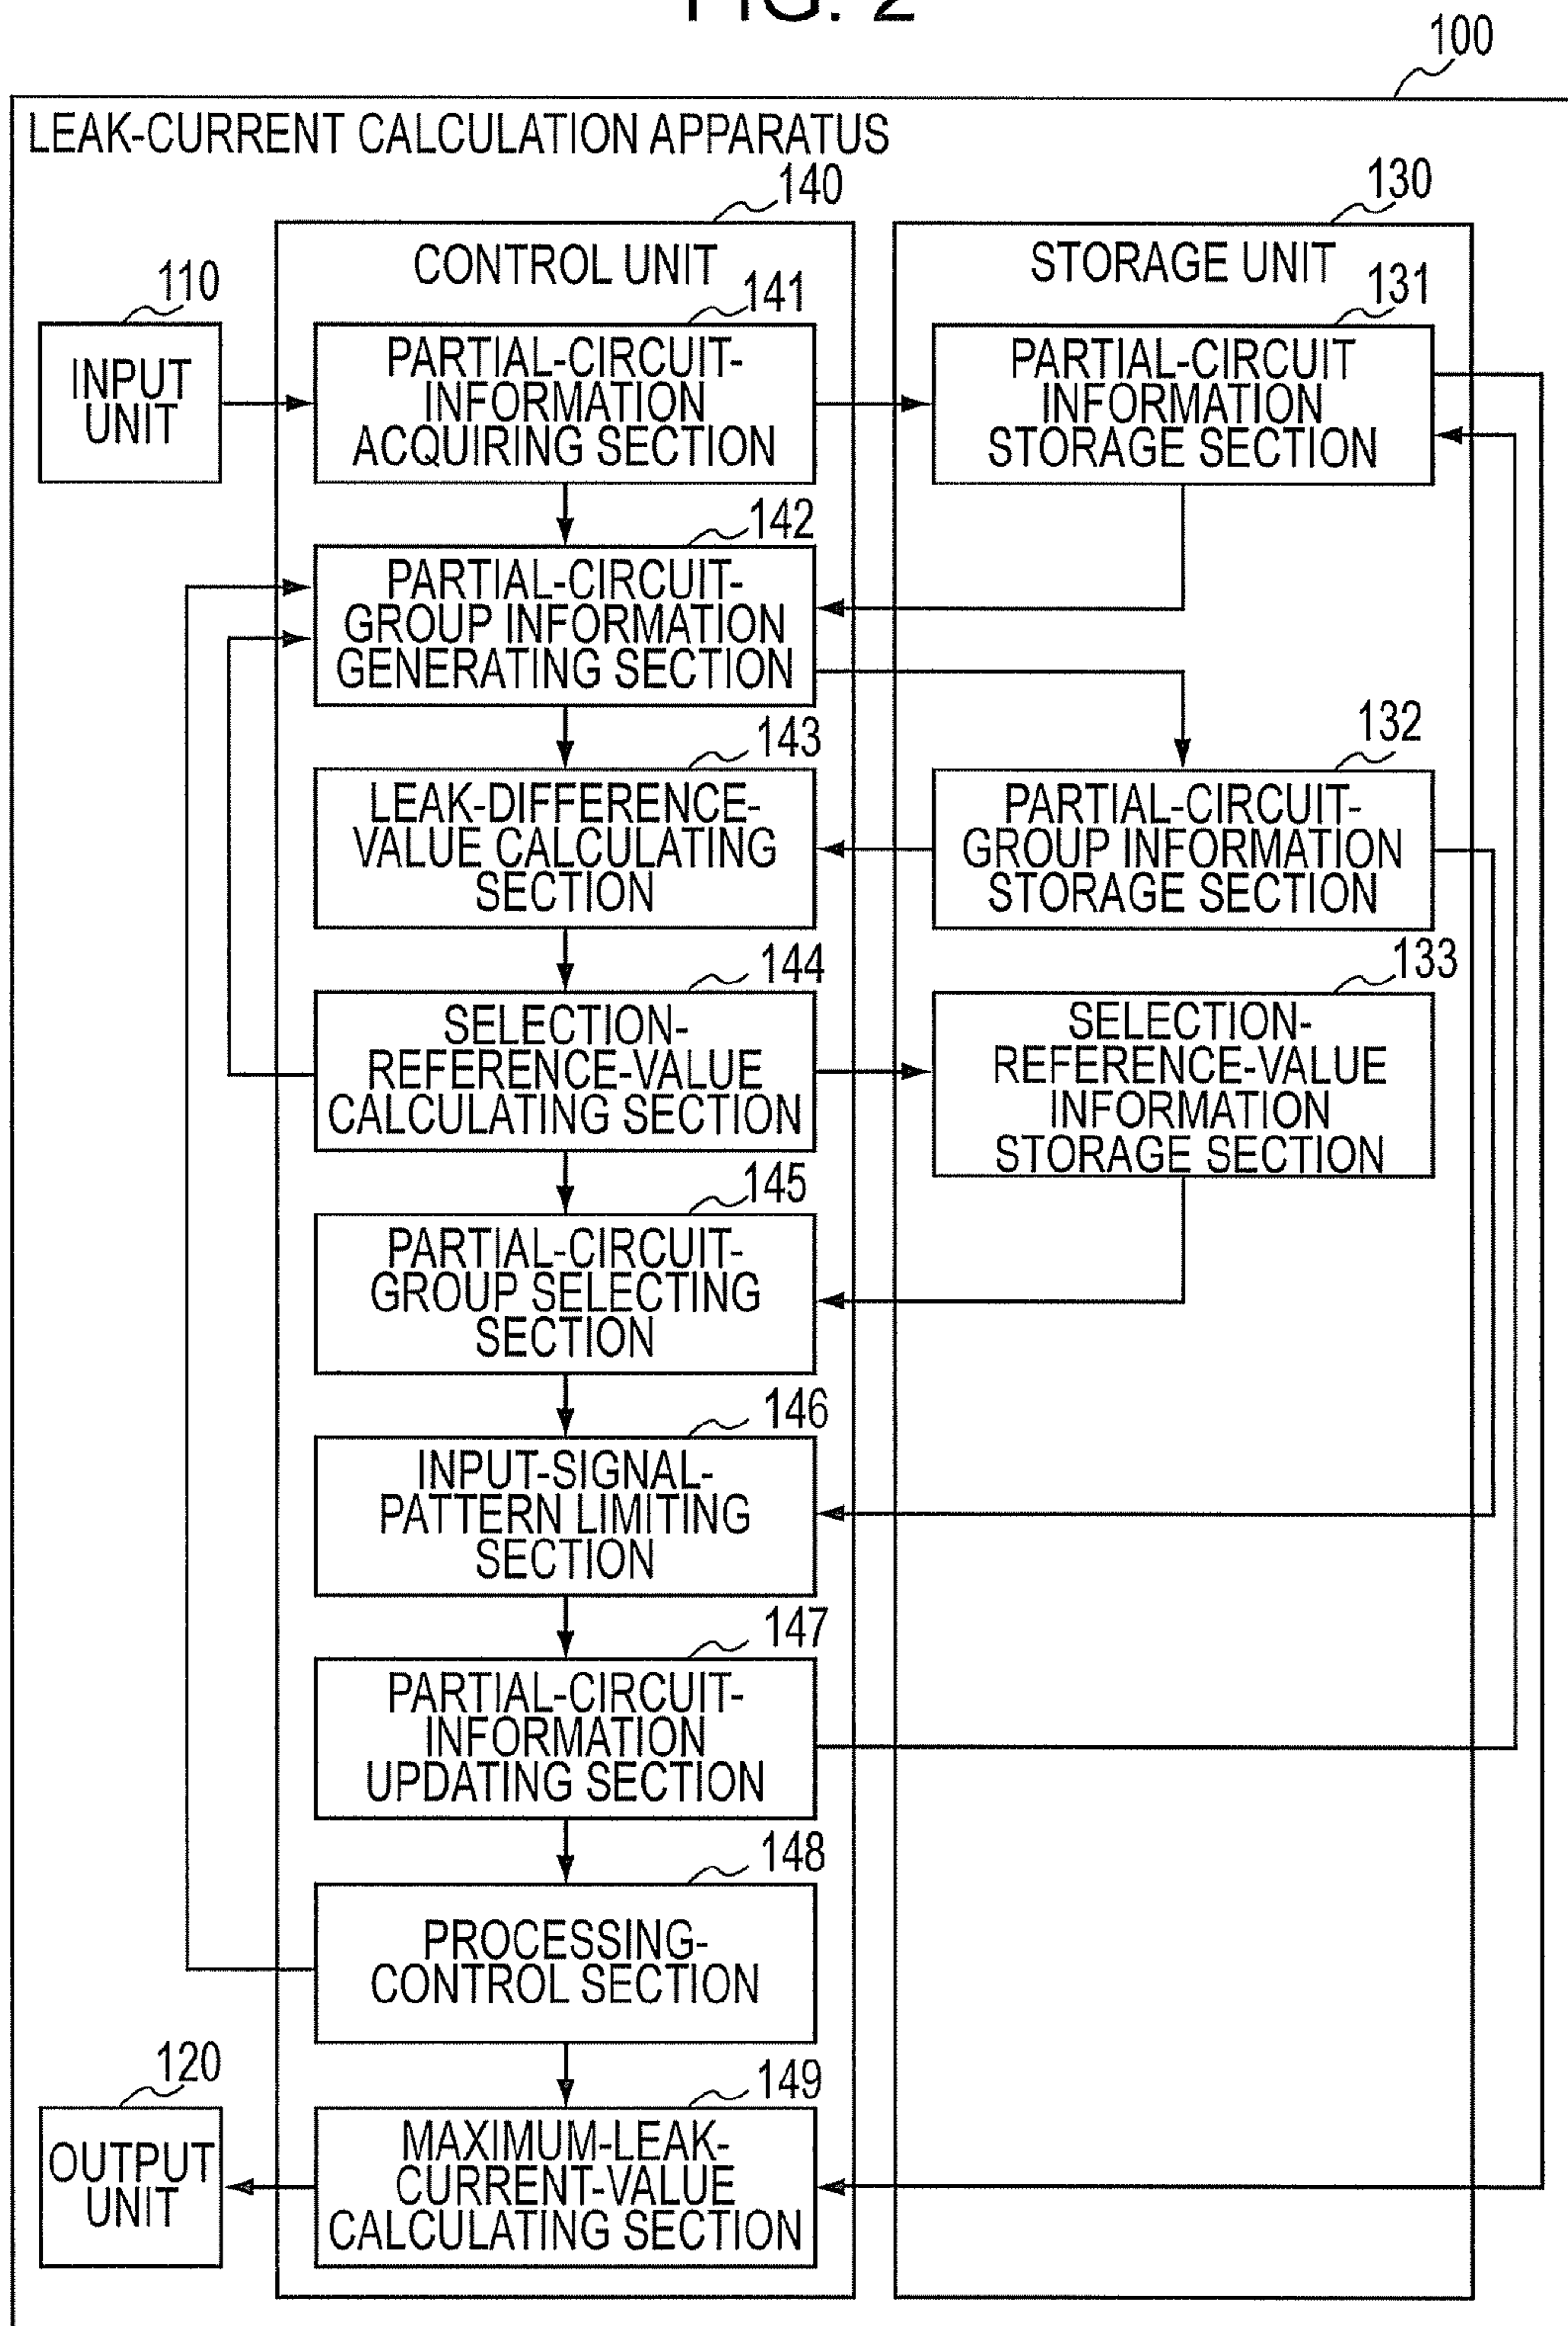 FIG. 2
100
LEAK-CURRENT CALCULATION APPARATUS
140
CONTROL UNIT
130
STORAGE UNIT
110
INPUT
UNIT
141
PARTIAL-CIRCUIT-
INFORMATION
ACQUIRING SECTION
131
PARTIAL-CIRCUIT
INFORMATION
STORAGE SECTION
142
PARTIAL-CIRCUIT-
GROUP INFORMATION
GENERATING SECTION
143
LEAK-DIFFERENCE-
VALUE CALCULATING
SECTION
132
PARTIAL-CIRCUIT-
GROUP INFORMATION
STORAGE SECTION
144
SELECTION-
REFERENCE-VALUE
CALCULATING SECTION
133
SELECTION-
REFERENCE-VALUE
INFORMATION
STORAGE SECTION
145
PARTIAL-CIRCUIT-
GROUP SELECTING
SECTION
146
INPUT-SIGNAL-
PATTERN LIMITING
SECTION
147
PARTIAL-CIRCUIT-
INFORMATION
UPDATING SECTION
148
PROCESSING-
CONTROL SECTION
120
OUTPUT
UNIT
149
MAXIMUM-LEAK-
CURRENT-VALUE
CALCULATING SECTION